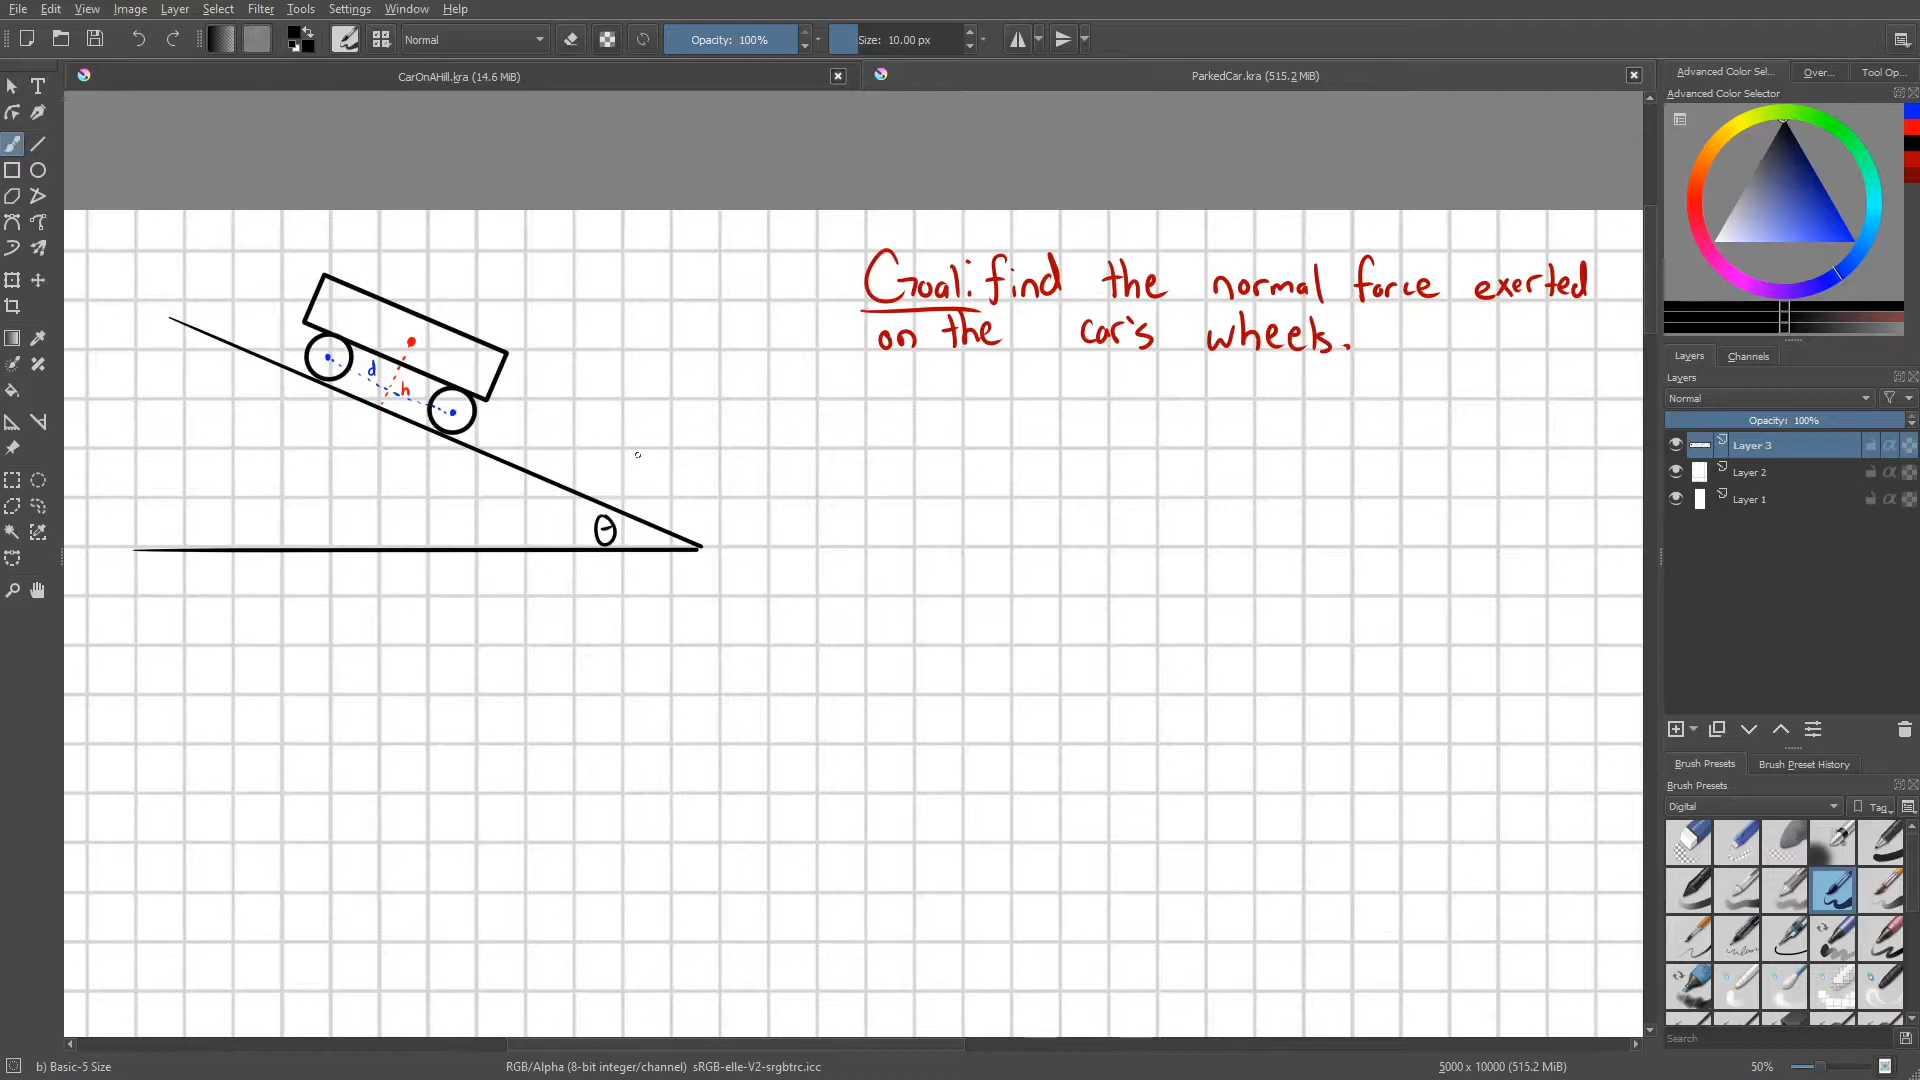 File Edit View Image Layer Select Filter Tools Settings Window Help
Normal
Opacity: 100%
Size: 10.00 px
CarOnAHill.kra (14.6 MiB)
ParkedCar.kra (515.2 MiB)
Advanced Color Sel... Over... Tool Op...
Advanced Color Selector
Goal: find the normal force exerted
on the car's wheels.
d
h
θ
Layers Channels
Layers
Normal
Opacity: 100%
Layer 3
Layer 2
Layer 1
Brush Presets Brush Preset History
Brush Presets
Digital
Tag
Search
b) Basic-5 Size
RGB/Alpha (8-bit integer/channel) sRGB-elle-V2-srgbtrc.icc
5000 x 10000 (515.2 MiB)
50%